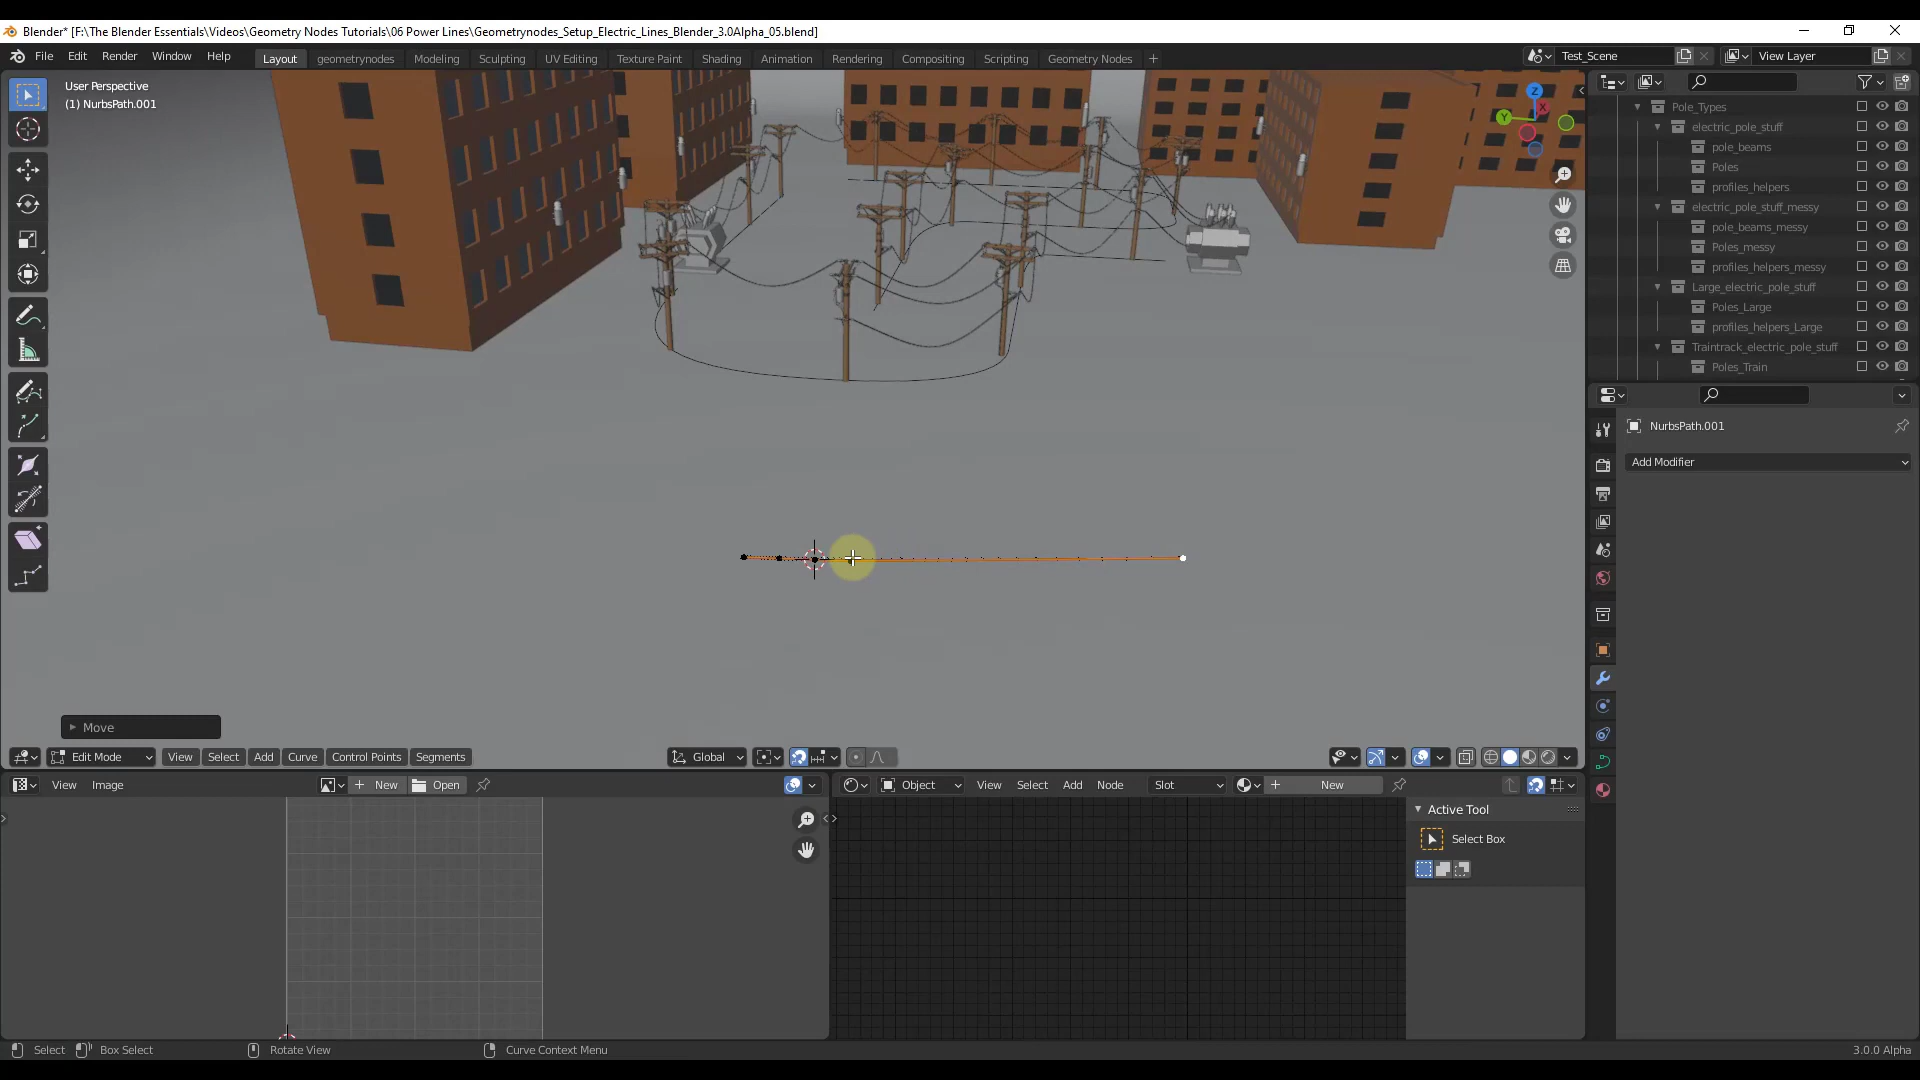 Blender* [F:\The Blender Essentials\Videos\Geometry Nodes Tutorials\06 Power Lines\Geometrynodes_Setup_Electric_Lines_Blender_3.0Alpha_05.blend]
File Edit Render Window Help Layout geometrynodes Modeling Sculpting UV Editing Texture Paint Shading Animation Rendering Compositing Scripting Geometry Nodes + Test_Scene View Layer
User Perspective
(1) NurbsPath.001
Z
X
Y
Pole_Types
electric_pole_stuff
pole_beams
Poles
profiles_helpers
electric_pole_stuff_messy
pole_beams_messy
Poles_messy
profiles_helpers_messy
Large_electric_pole_stuff
Poles_Large
profiles_helpers_Large
Traintrack_electric_pole_stuff
Poles_Train
NurbsPath.001
Add Modifier
Move
Edit Mode View Select Add Curve Control Points Segments Global
View Image New Open
Object View Select Add Node Slot New
Active Tool
Select Box
Select Box Select Rotate View Curve Context Menu 3.0.0 Alpha